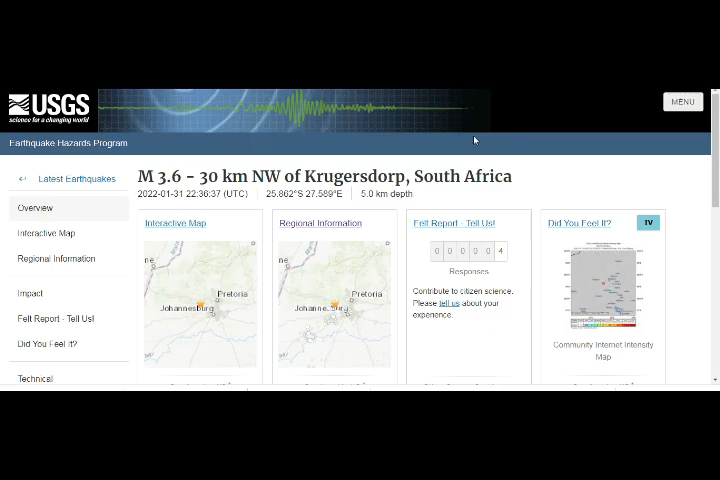 USGS
science for a changing world
MENU
Earthquake Hazards Program
Latest Earthquakes
M 3.6 - 30 km NW of Krugersdorp, South Africa
2022-01-31 22:36:37 (UTC) 25.862°S 27.589°E 5.0 km depth
Overview
Interactive Map
Regional Information
Impact
Felt Report - Tell Us!
Did You Feel It?
Technical
Interactive Map
ne
Pretoria
Johannesburg
Regional Information
ne
Pretoria
Felt Report - Tell Us!
0 0 0 0 0 4
Responses
Contribute to citizen science.
Please tell us about your
experience.
Did You Feel It? IV
Community Internet Intensity
Map